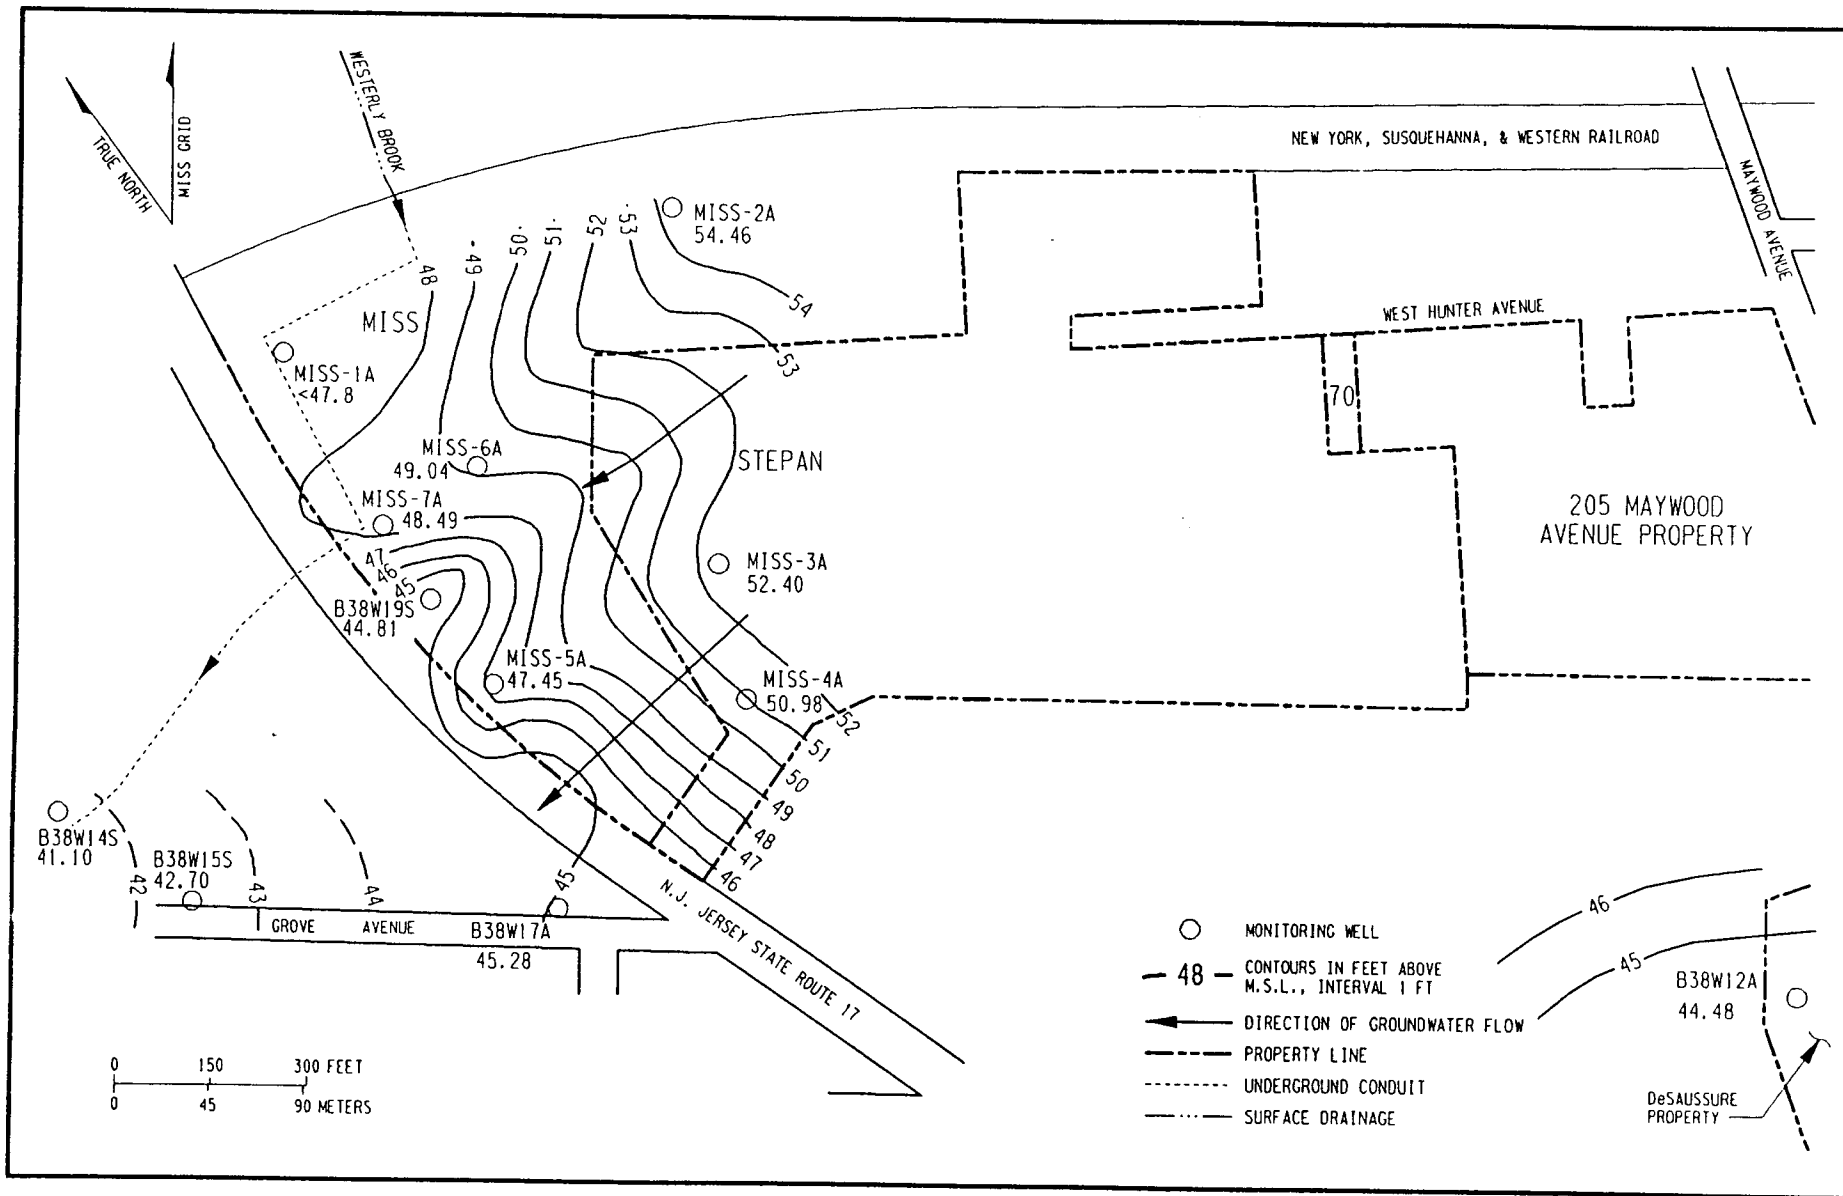 TRUE NORTH
MISS GRID
WESTERLY BROOK
NEW YORK, SUSQUEHANNA, & WESTERN RAILROAD
MAYWOOD AVENUE
WEST HUNTER AVENUE
MISS-2A
54.46
48
49
50
51
52
53
54
53
MISS
MISS-1A
<47.8
70
STEPAN
MISS-6A
49.04
MISS-7A
48.49
205 MAYWOOD
AVENUE PROPERTY
47
46
45
MISS-3A
52.40
B38W19S
44.81
MISS-5A
47.45
MISS-4A
50.98
52
51
50
49
48
47
46
B38W14S
41.10
B38W15S
42.70
42
43
44
45
GROVE AVENUE
B38W17A
45.28
N.J. JERSEY STATE ROUTE 17
MONITORING WELL
48
CONTOURS IN FEET ABOVE
M.S.L., INTERVAL 1 FT
DIRECTION OF GROUNDWATER FLOW
PROPERTY LINE
UNDERGROUND CONDUIT
SURFACE DRAINAGE
46
45
B38W12A
44.48
DeSAUSSURE
PROPERTY
0 150 300 FEET
0 45 90 METERS